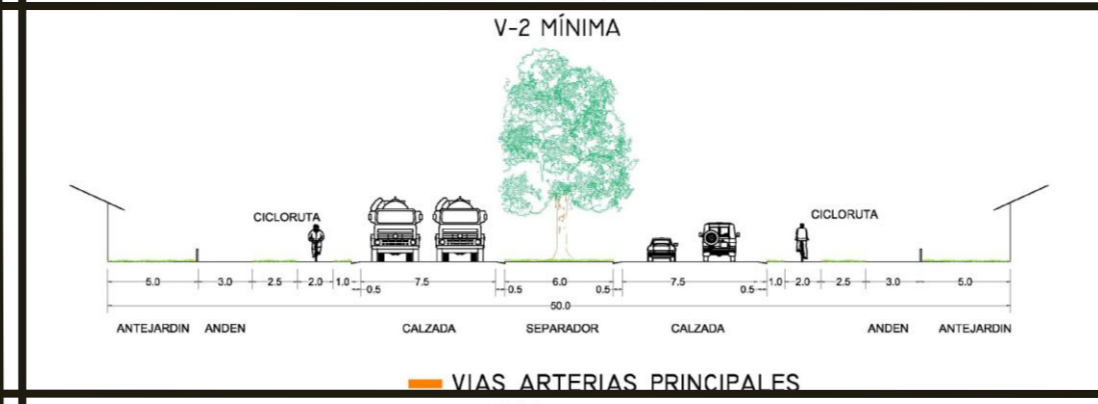 V-2 MÍNIMA
CICLORUTA
CICLORUTA
5.0 3.0 2.5 2.0 1.0 0.5 7.5 0.5 6.0 0.5 7.5 0.5 1.0 2.0 2.5 3.0 5.0
50.0
ANTEJARDIN ANDEN CALZADA SEPARADOR CALZADA ANDEN ANTEJARDIN
VIAS ARTERIAS PRINCIPALES